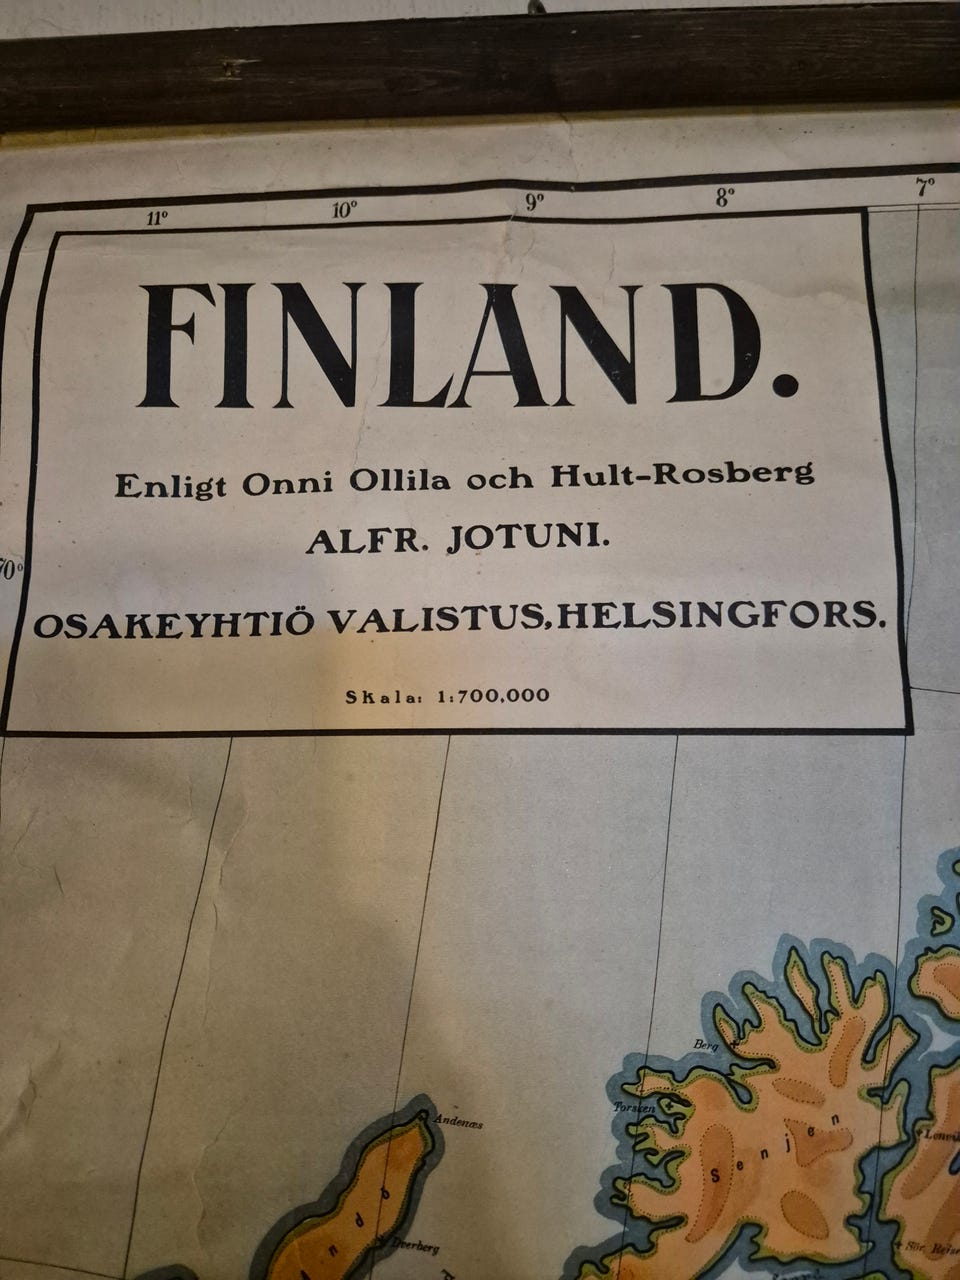 11° 10° 9° 8° 7°
FINLAND.
Enligt Onni Ollila och Hult-Rosberg
ALFR. JOTUNI.
70°
OSAKEYHTIÖ VALISTUS, HELSINGFORS.
Skala: 1:700,000
Berg
Torsken
Andenæs
Senjen
Dverberg